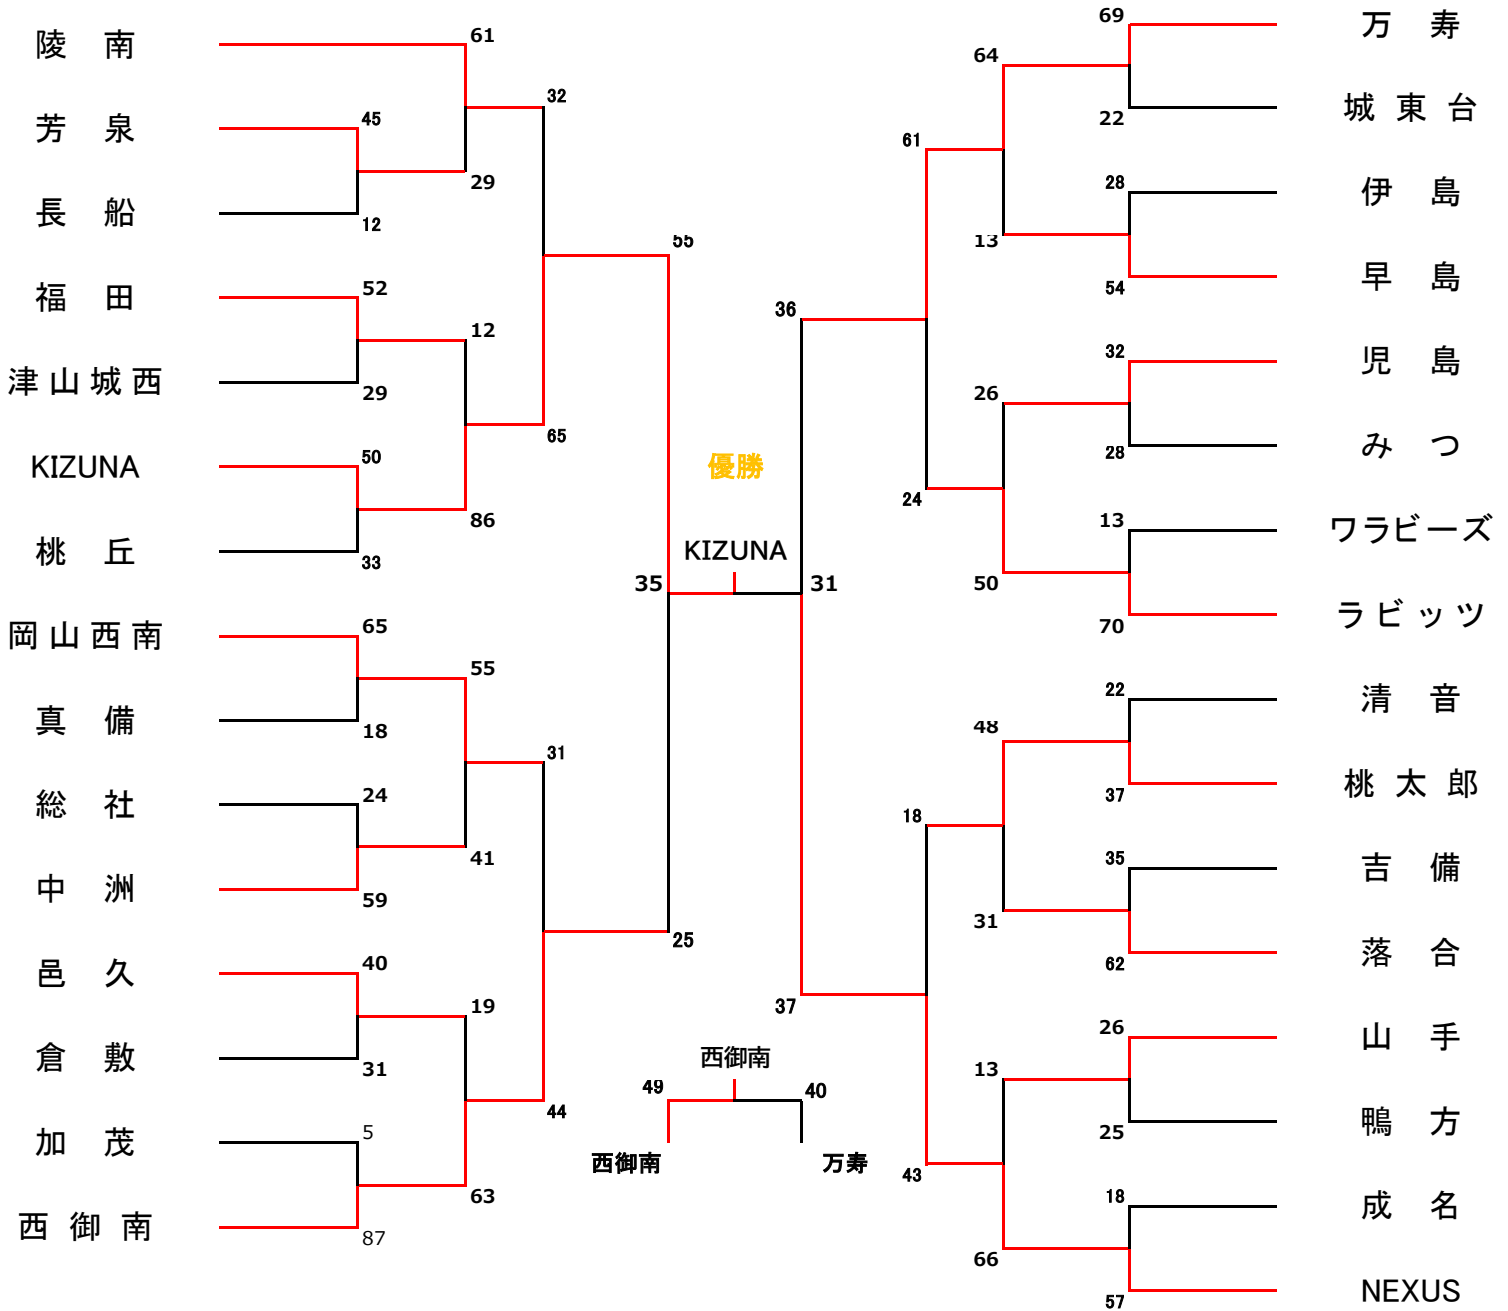 陵南
61
芳泉
45
32
29
長船
12
55
福田
52
12
津山城西
29
KIZUNA
50
65
86
桃丘
33
優勝
KIZUNA
35
31
岡山西南
65
55
真備
18
31
総社
24
41
中洲
59
25
邑久
40
19
倉敷
31
44
加茂
5
63
西御南
87
西御南
49
40
西御南
万寿
万寿
69
64
城東台
22
61
伊島
28
13
早島
54
36
児島
32
26
みつ
28
24
ワラビーズ
13
50
ラビッツ
70
清音
22
48
桃太郎
37
18
吉備
35
31
落合
62
37
山手
26
13
鴨方
25
43
成名
18
66
NEXUS
57